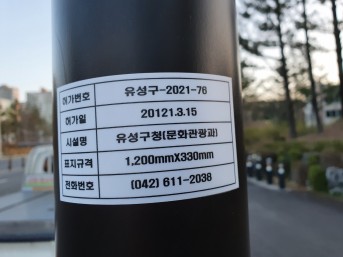 허가번호 유성구-2021-76
허가일 20121.3.15
시설명 유성구청(문화관광과)
표지규격 1,200mmX330mm
전화번호 (042) 611-2038